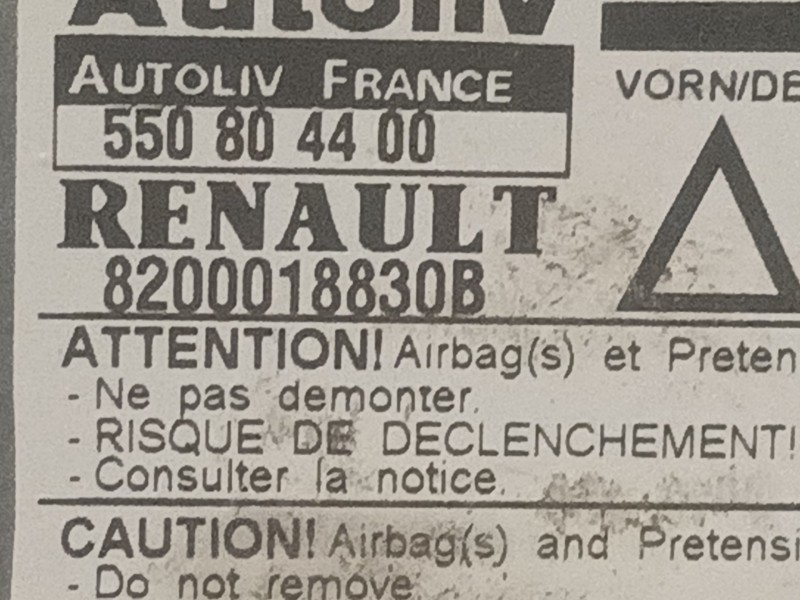 Autoliv
AUTOLIV FRANCE
550 80 44 00
VORN/DE
RENAULT
8200018830B
ATTENTION! Airbag(s) et Preten
- Ne pas demonter.
- RISQUE DE DECLENCHEMENT!
- Consulter la notice.
CAUTION! Airbag(s) and Pretensi
- Do not remove.